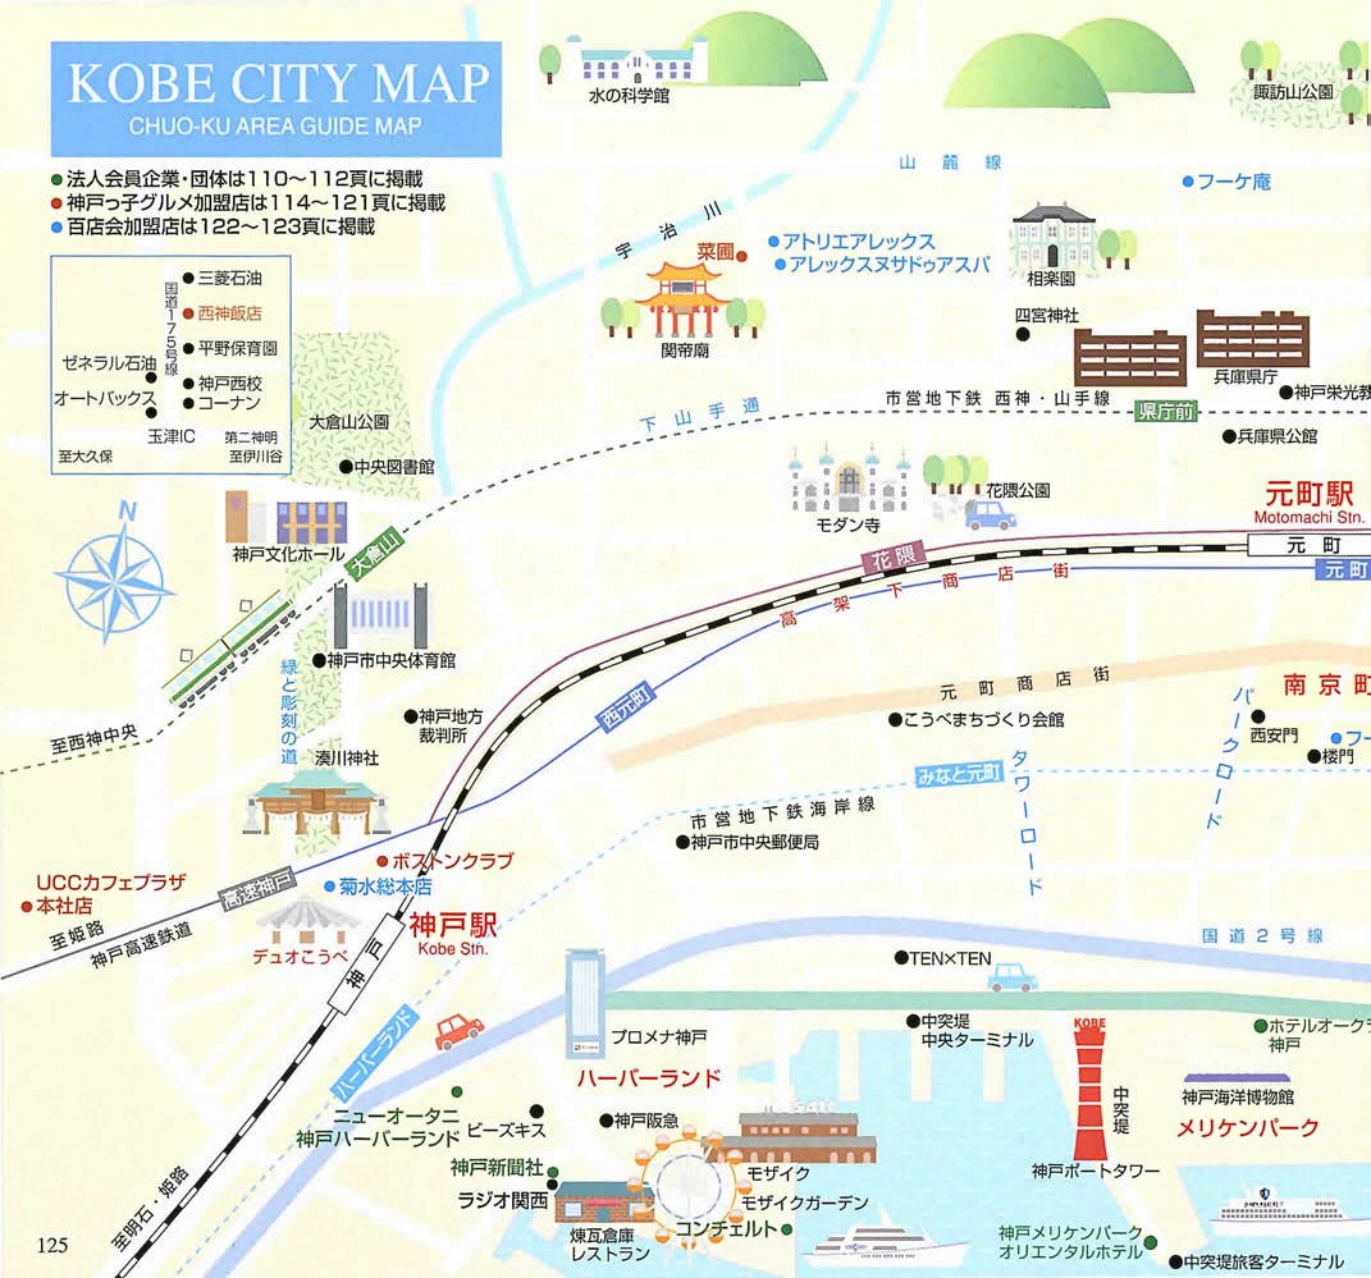 KOBE CITY MAP
CHUO-KU AREA GUIDE MAP
●法人会員企業・団体は110〜112頁に掲載
●神戸っ子グルメ加盟店は114〜121頁に掲載
●百店会加盟店は122〜123頁に掲載
国道175号線
三菱石油
西神飯店
平野保育園
ゼネラル石油
神戸西校
オートバックス
コーナン
玉津IC
第二神明
至大久保
至伊川谷
水の科学館
諏訪山公園
山麓線
フーケ庵
宇治川
菜圃
アトリエアレックス
アレックスヌサドゥアスパ
関帝廟
相楽園
四宮神社
兵庫県庁
神戸栄光教
市営地下鉄 西神・山手線
県庁前
兵庫県公館
下山手通
大倉山公園
中央図書館
N
神戸文化ホール
大倉山
モダン寺
花隈公園
元町駅
Motomachi Stn.
元町
元町
花隈
高架下商店街
神戸市中央体育館
緑と彫刻の道
至西神中央
神戸地方
裁判所
西元町
元町商店街
こうべまちづくり会館
パークロード
南京町
西安門
フー
楼門
湊川神社
みなと元町
タワーロード
市営地下鉄海岸線
神戸市中央郵便局
ボストンクラブ
菊水総本店
高速神戸
UCCカフェプラザ
本社店
至姫路
神戸高速鉄道
デュオこうべ
神戸駅
Kobe Stn.
神戸
国道2号線
TEN×TEN
ハーバーランド
プロメナ神戸
中突堤
中央ターミナル
KOBE
ホテルオークラ
神戸
ハーバーランド
中突堤
神戸海洋博物館
メリケンパーク
ニューオータニ
神戸ハーバーランド
ビーズキス
神戸阪急
神戸新聞社
ラジオ関西
モザイク
モザイクガーデン
コンチェルト
煉瓦倉庫
レストラン
神戸ポートタワー
神戸メリケンパーク
オリエンタルホテル
中突堤旅客ターミナル
至明石・姫路
125